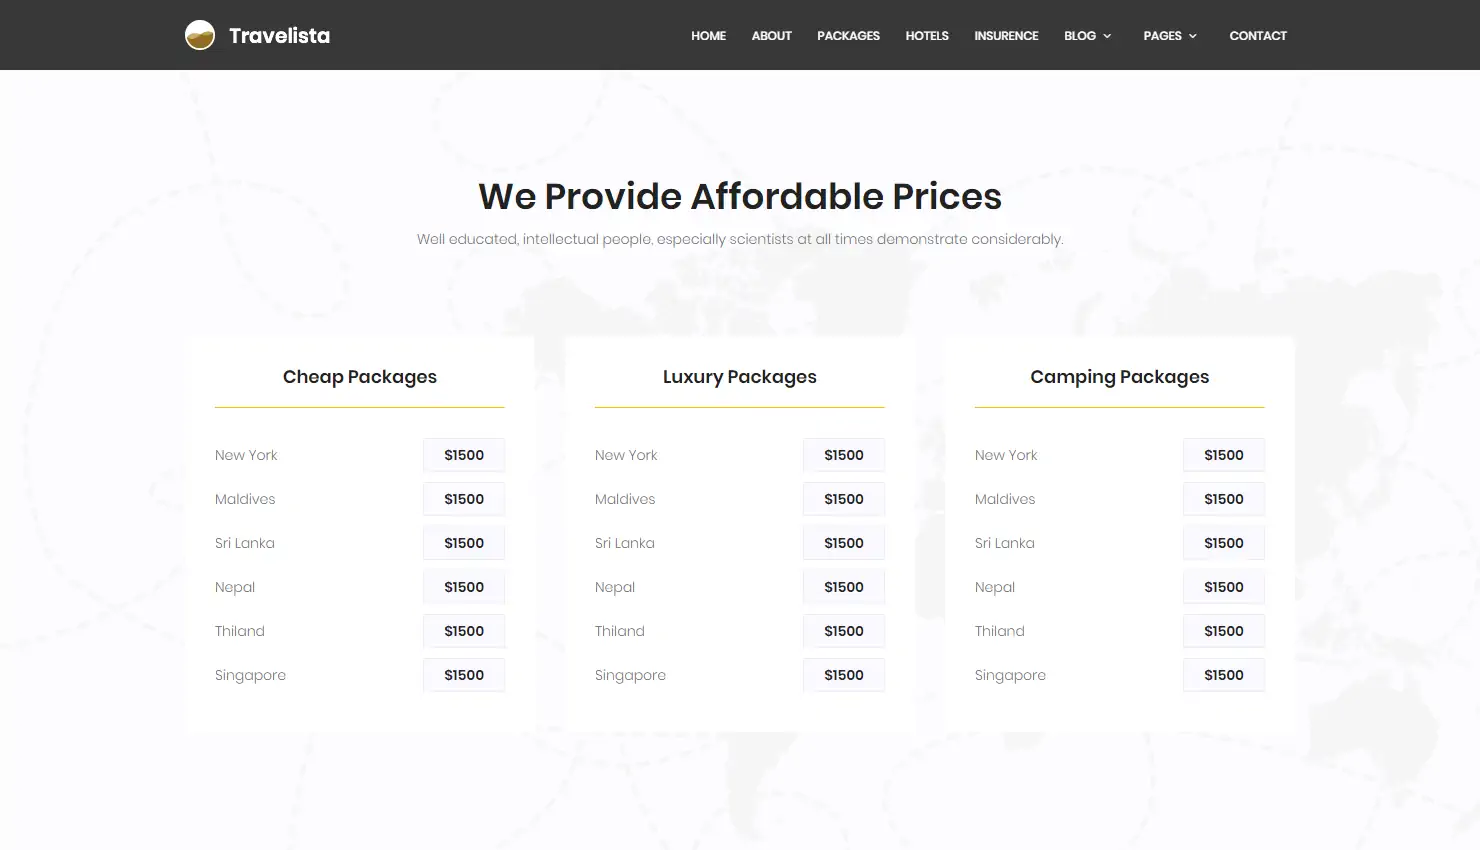 Travelista
HOME ABOUT PACKAGES HOTELS INSURENCE BLOG PAGES CONTACT
We Provide Affordable Prices
Well educated, intellectual people, especially scientists at all times demonstrate considerably.
Cheap Packages
New York $1500
Maldives $1500
Sri Lanka $1500
Nepal $1500
Thiland $1500
Singapore $1500
Luxury Packages
New York $1500
Maldives $1500
Sri Lanka $1500
Nepal $1500
Thiland $1500
Singapore $1500
Camping Packages
New York $1500
Maldives $1500
Sri Lanka $1500
Nepal $1500
Thiland $1500
Singapore $1500